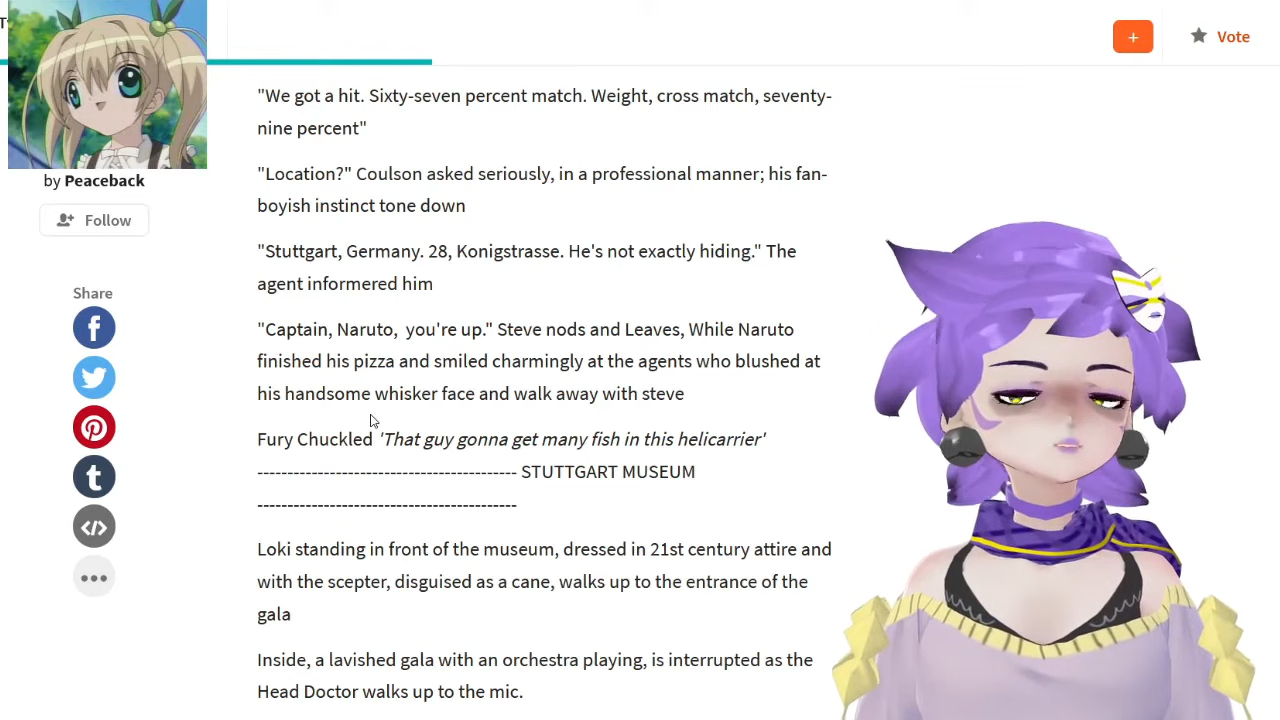 T
+
Vote
by Peaceback
Follow
Share
"We got a hit. Sixty-seven percent match. Weight, cross match, seventy-
nine percent"
"Location?" Coulson asked seriously, in a professional manner; his fan-
boyish instinct tone down
"Stuttgart, Germany. 28, Konigstrasse. He's not exactly hiding." The
agent informered him
"Captain, Naruto,  you're up." Steve nods and Leaves, While Naruto
finished his pizza and smiled charmingly at the agents who blushed at
his handsome whisker face and walk away with steve
Fury Chuckled 'That guy gonna get many fish in this helicarrier'
------------------------------------------- STUTTGART MUSEUM
-------------------------------------------
Loki standing in front of the museum, dressed in 21st century attire and
with the scepter, disguised as a cane, walks up to the entrance of the
gala
Inside, a lavished gala with an orchestra playing, is interrupted as the
Head Doctor walks up to the mic.